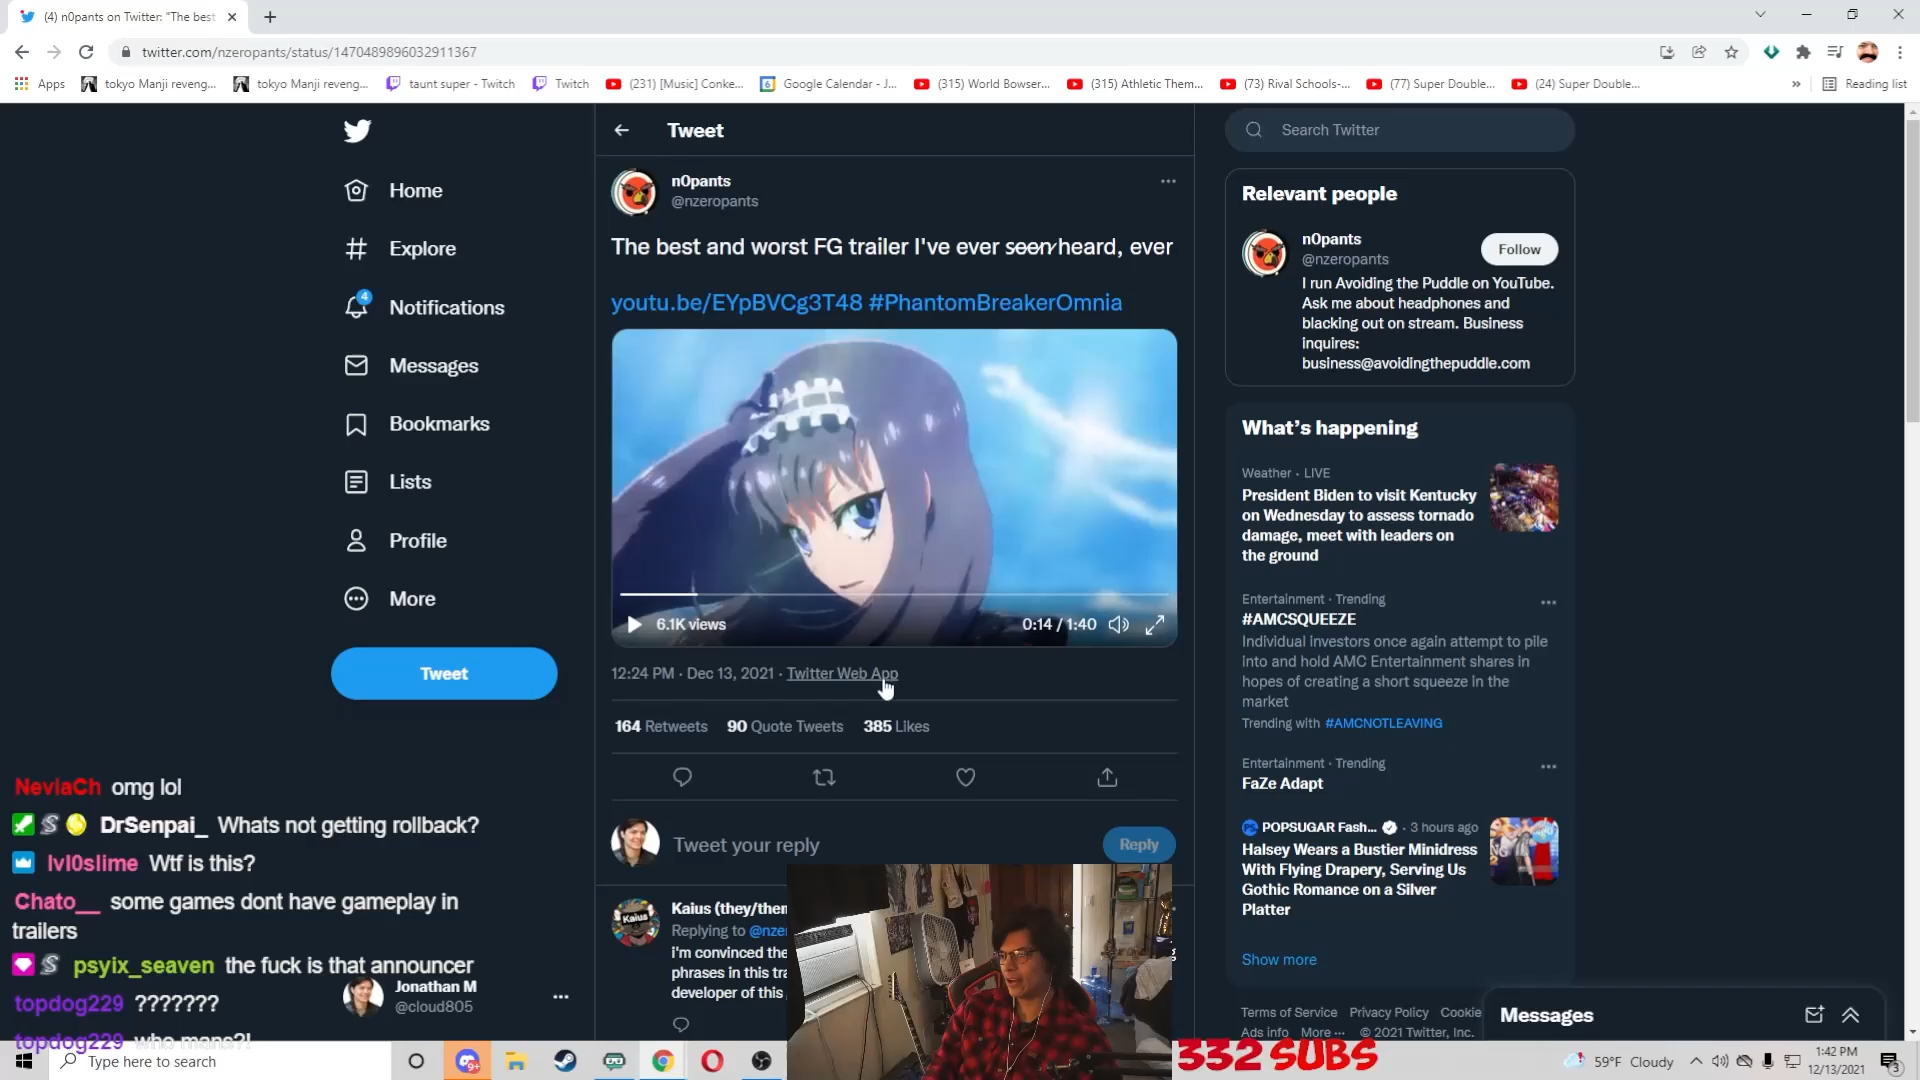 (4) n0pants on Twitter: "The best
twitter.com/nzeropants/status/1470489896032911367
Apps
tokyo Manji reveng...
tokyo Manji reveng...
taunt super - Twitch
Twitch
(231) [Music] Conke...
Google Calendar - J...
(315) World Bowser...
(315) Athletic Them...
(73) Rival Schools-...
(77) Super Double...
(24) Super Double...
»
Reading list
Home
Explore
4
Notifications
Messages
Bookmarks
Lists
Profile
More
Tweet
Tweet
n0pants
@nzeropants
The best and worst FG trailer I've ever seen heard, ever
youtu.be/EYpBVCg3T48 #PhantomBreakerOmnia
6.1K views
0:14 / 1:40
12:24 PM · Dec 13, 2021 · Twitter Web App
164 Retweets 90 Quote Tweets 385 Likes
Tweet your reply
Reply
Kaius
Kaius (they/then
Replying to @nze
i'm convinced the
phrases in this tra
developer of this
Search Twitter
Relevant people
n0pants
@nzeropants
Follow
I run Avoiding the Puddle on YouTube.
Ask me about headphones and
blacking out on stream. Business
inquires:
business@avoidingthepuddle.com
What's happening
Weather · LIVE
President Biden to visit Kentucky
on Wednesday to assess tornado
damage, meet with leaders on
the ground
Entertainment · Trending
#AMCSQUEEZE
Individual investors once again attempt to pile
into and hold AMC Entertainment shares in
hopes of creating a short squeeze in the
market
Trending with #AMCNOTLEAVING
Entertainment · Trending
FaZe Adapt
POPSUGAR Fash... · 3 hours ago
Halsey Wears a Bustier Minidress
With Flying Drapery, Serving Us
Gothic Romance on a Silver
Platter
Show more
Terms of Service Privacy Policy Cookie
Ads info More ··· © 2021 Twitter, Inc.
Messages
NeviaCh omg lol
DrSenpai_ Whats not getting rollback?
lvl0slime Wtf is this?
Chato__ some games dont have gameplay in
trailers
psyix_seaven the fuck is that announcer
Jonathan M
@cloud805
topdog229 ???????
topdog229 who mans?!
Type here to search
9+
332 SUBS
59°F Cloudy
1:42 PM
12/13/2021
3